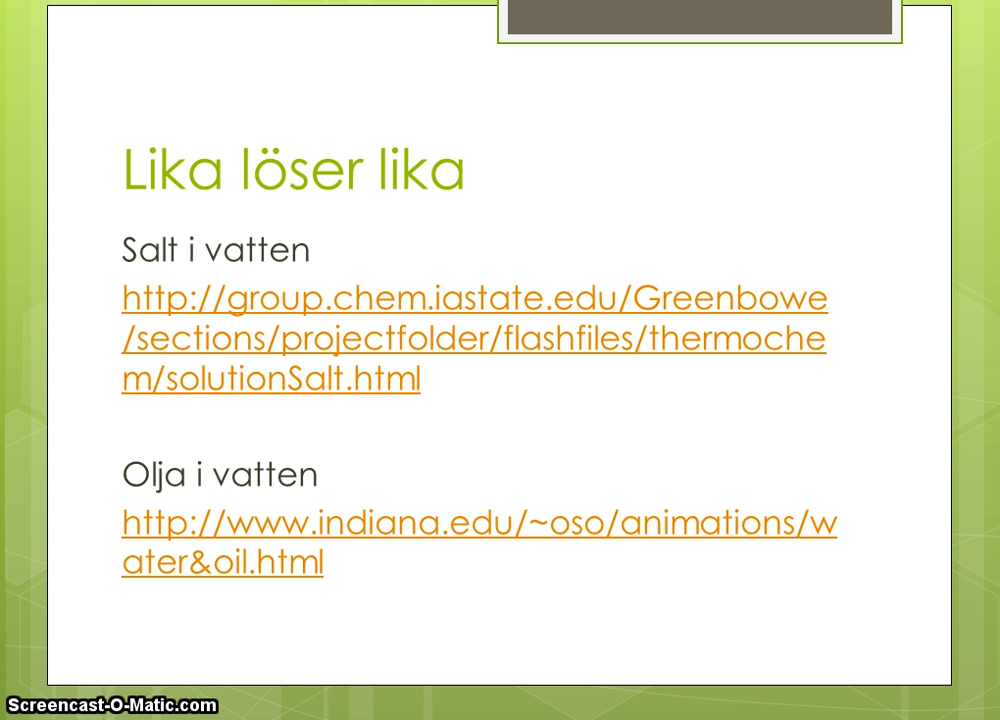 Lika löser lika
Salt i vatten
http://group.chem.iastate.edu/Greenbowe
/sections/projectfolder/flashfiles/thermoche
m/solutionSalt.html
Olja i vatten
http://www.indiana.edu/~oso/animations/w
ater&oil.html
Screencast-O-Matic.com